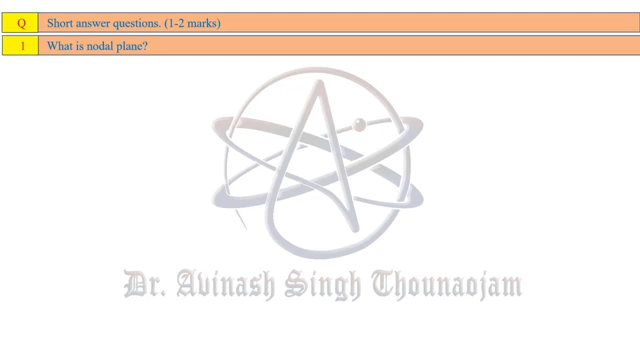 Q Short answer questions. (1-2 marks)
1 What is nodal plane?
Dr. Avinash Singh Thounaojam